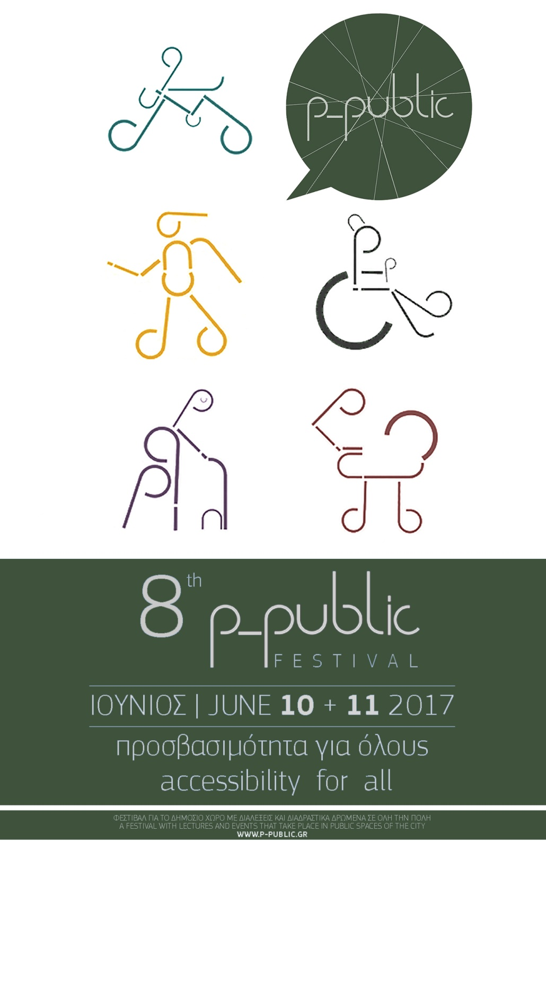 p_public
8th p_public
FESTIVAL
ΙΟΥΝΙΟΣ | JUNE 10 + 11 2017
προσβασιμότητα για όλους
accessibility for all
ΦΕΣΤΙΒΑΛ ΓΙΑ ΤΟ ΔΗΜΟΣΙΟ ΧΩΡΟ ΜΕ ΔΙΑΛΕΞΕΙΣ ΚΑΙ ΔΙΑΔΡΑΣΤΙΚΑ ΔΡΩΜΕΝΑ ΣΕ ΟΛΗ ΤΗΝ ΠΟΛΗ
A FESTIVAL WITH LECTURES AND EVENTS THAT TAKE PLACE IN PUBLIC SPACES OF THE CITY
WWW.P-PUBLIC.GR